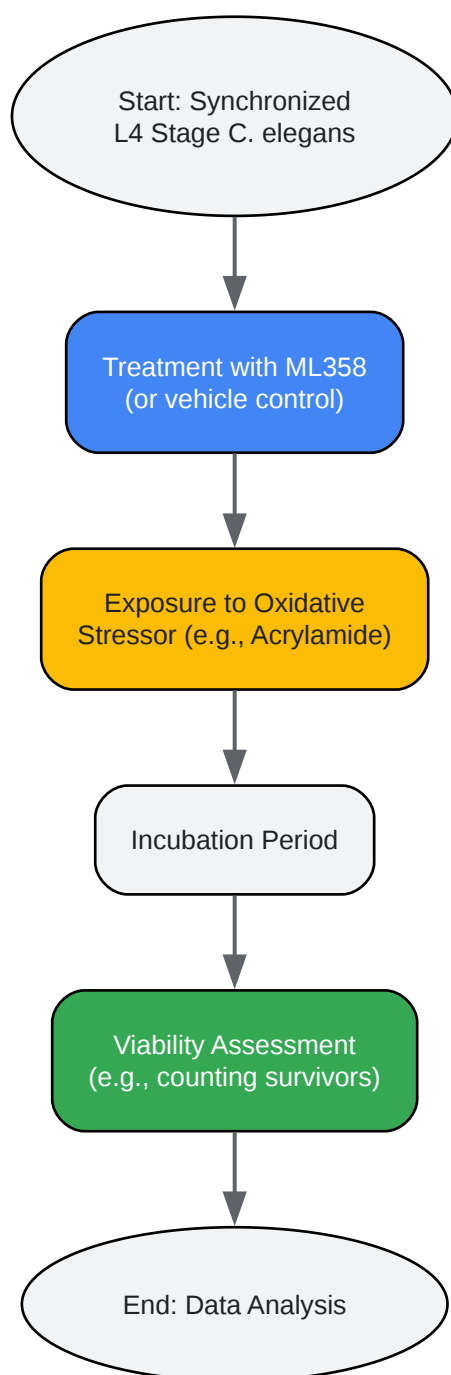 Start: Synchronized
L4 Stage C. elegans
Treatment with ML358
(or vehicle control)
Exposure to Oxidative
Stressor (e.g., Acrylamide)
Incubation Period
Viability Assessment
(e.g., counting survivors)
End: Data Analysis